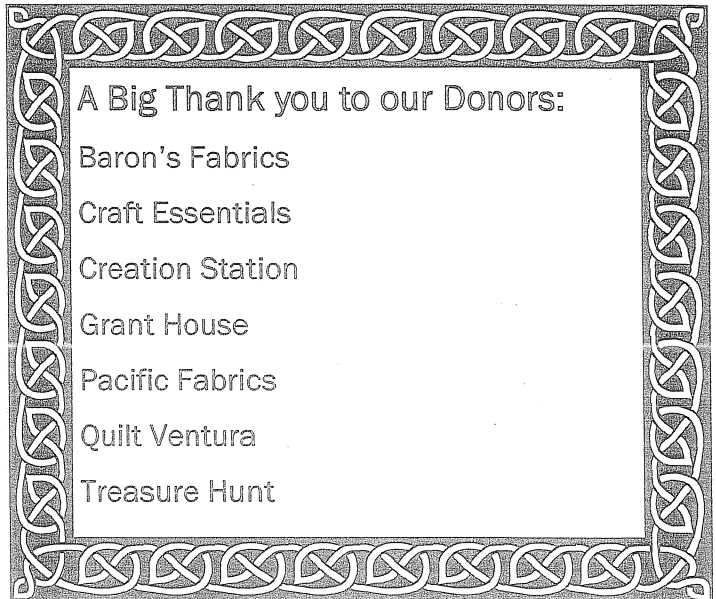 A Big Thank you to our Donors:
Baron's Fabrics
Craft Essentials
Creation Station
Grant House
Pacific Fabrics
Quilt Ventura
Treasure Hunt